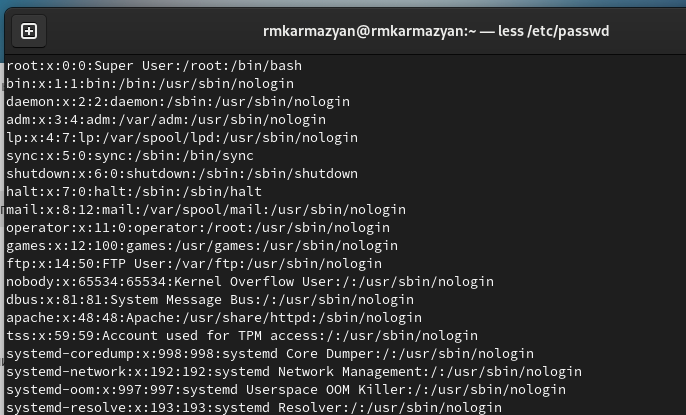 rmkarmazyan@rmkarmazyan:~ — less /etc/passwd
root:x:0:0:Super User:/root:/bin/bash
bin:x:1:1:bin:/bin:/usr/sbin/nologin
daemon:x:2:2:daemon:/sbin:/usr/sbin/nologin
adm:x:3:4:adm:/var/adm:/usr/sbin/nologin
lp:x:4:7:lp:/var/spool/lpd:/usr/sbin/nologin
sync:x:5:0:sync:/sbin:/bin/sync
shutdown:x:6:0:shutdown:/sbin:/sbin/shutdown
halt:x:7:0:halt:/sbin:/sbin/halt
mail:x:8:12:mail:/var/spool/mail:/usr/sbin/nologin
operator:x:11:0:operator:/root:/usr/sbin/nologin
games:x:12:100:games:/usr/games:/usr/sbin/nologin
ftp:x:14:50:FTP User:/var/ftp:/usr/sbin/nologin
nobody:x:65534:65534:Kernel Overflow User:/:/usr/sbin/nologin
dbus:x:81:81:System Message Bus:/:/usr/sbin/nologin
apache:x:48:48:Apache:/usr/share/httpd:/sbin/nologin
tss:x:59:59:Account used for TPM access:/:/usr/sbin/nologin
systemd-coredump:x:998:998:systemd Core Dumper:/:/usr/sbin/nologin
systemd-network:x:192:192:systemd Network Management:/:/usr/sbin/nologin
systemd-oom:x:997:997:systemd Userspace OOM Killer:/:/usr/sbin/nologin
systemd-resolve:x:193:193:systemd Resolver:/:/usr/sbin/nologin